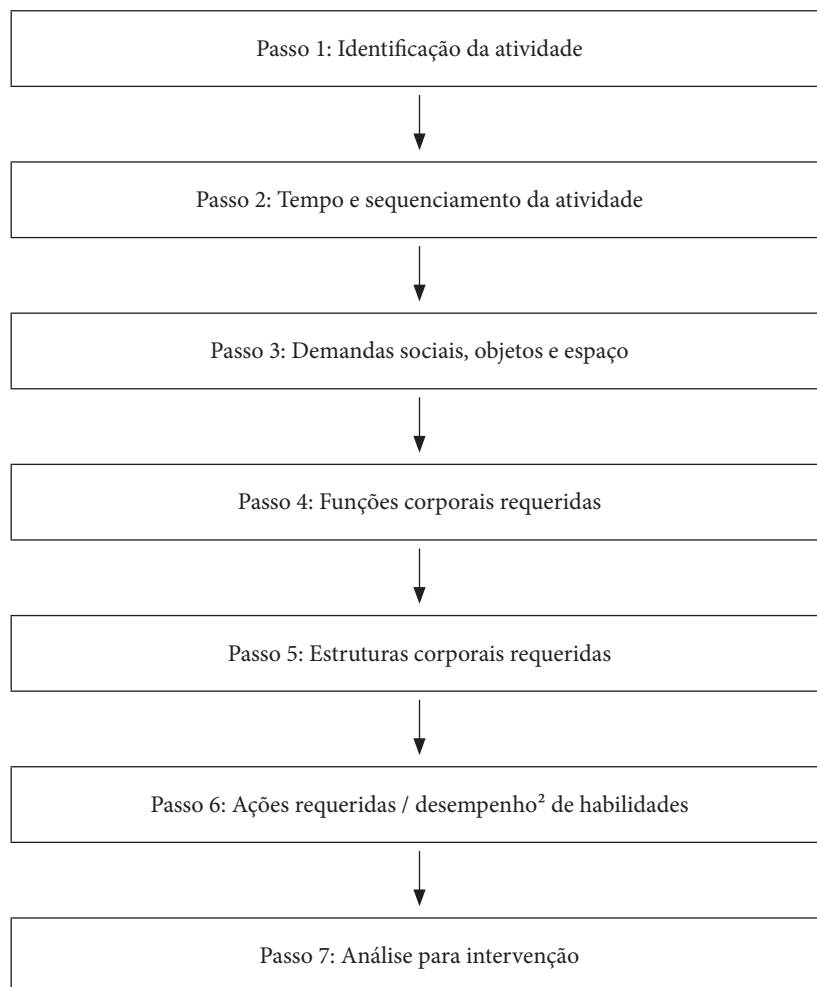 Passo 1: Identificação da atividade
Passo 2: Tempo e sequenciamento da atividade
Passo 3: Demandas sociais, objetos e espaço
Passo 4: Funções corporais requeridas
Passo 5: Estruturas corporais requeridas
Passo 6: Ações requeridas / desempenho² de habilidades
Passo 7: Análise para intervenção